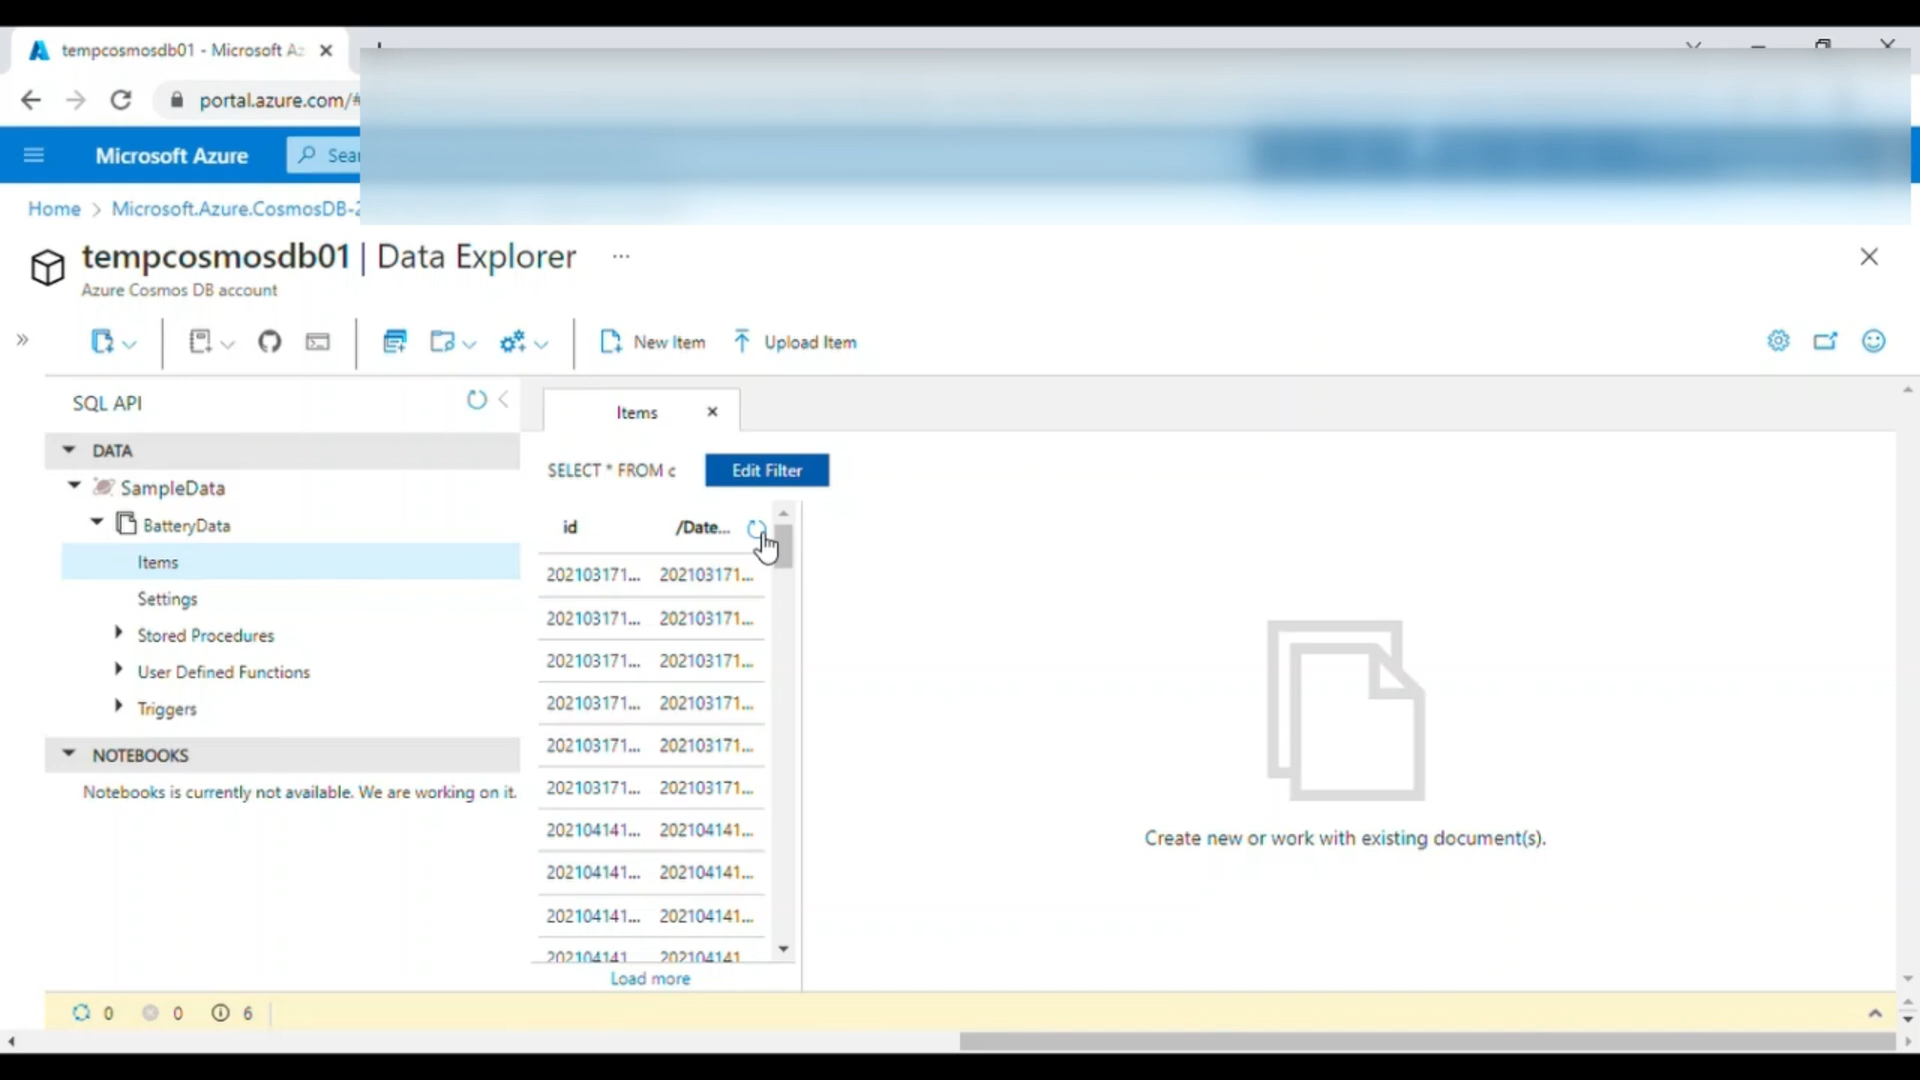 tempcosmosdb01 - Microsoft Az
portal.azure.com/#
Microsoft Azure
Sear
Home > Microsoft.Azure.CosmosDB-2
tempcosmosdb01 | Data Explorer ...
Azure Cosmos DB account
New Item
Upload Item
SQL API
DATA
SampleData
BatteryData
Items
Settings
Stored Procedures
User Defined Functions
Triggers
NOTEBOOKS
Notebooks is currently not available. We are working on it.
Items
SELECT * FROM c
Edit Filter
id /Date...
202103171... 202103171...
202103171... 202103171...
202103171... 202103171...
202103171... 202103171...
202103171... 202103171...
202103171... 202103171...
202104141... 202104141...
202104141... 202104141...
202104141... 202104141...
202104141 202104141
Load more
Create new or work with existing document(s).
0 0 6